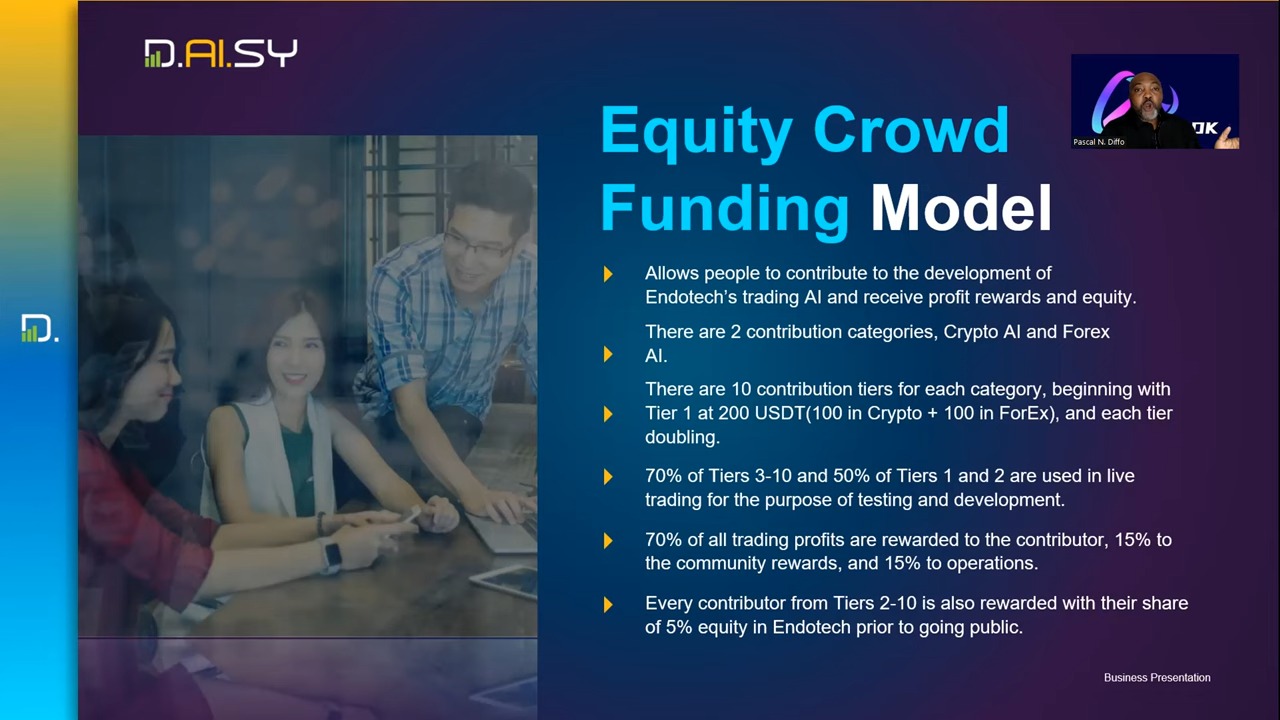 D.AI.SY
Equity Crowd
Funding Model
Pascal N. Diffo
Allows people to contribute to the development of
Endotech’s trading AI and receive profit rewards and equity.
There are 2 contribution categories, Crypto AI and Forex
AI.
There are 10 contribution tiers for each category, beginning with
Tier 1 at 200 USDT(100 in Crypto + 100 in ForEx), and each tier
doubling.
70% of Tiers 3-10 and 50% of Tiers 1 and 2 are used in live
trading for the purpose of testing and development.
70% of all trading profits are rewarded to the contributor, 15% to
the community rewards, and 15% to operations.
Every contributor from Tiers 2-10 is also rewarded with their share
of 5% equity in Endotech prior to going public.
D.
Business Presentation